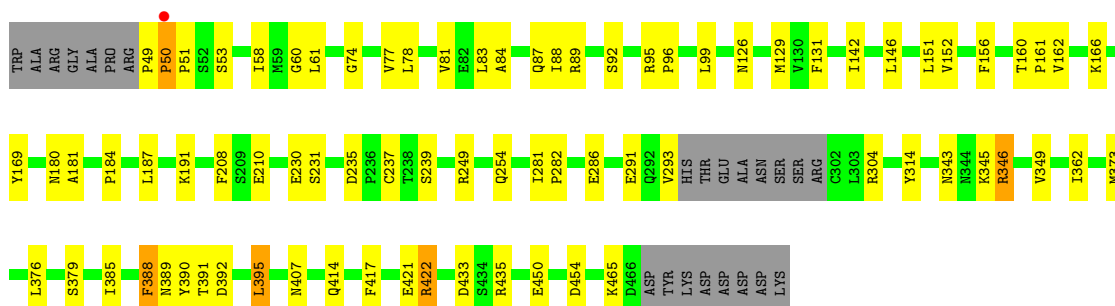 TRP ALA ARG GLY ALA PRO ARG P49 P50 P51 S52 S53 I58 M59 G60 L61 G74 V77 L78 V81 E82 L83 A84 Q87 I88 R89 S92 R95 P96 L99 N126 M129 V130 F131 I142 L146 L151 V152 F156 T160 P161 V162 K166
Y169 N180 A181 P184 L187 K191 F208 S209 E210 E230 S231 D235 P236 C237 T238 S239 R249 Q254 I281 P282 E286 E291 Q292 V293 HIS THR GLU ALA ASN SER SER ARG C302 L303 R304 Y314 N343 N344 K345 R346 V349 I362 M373
L376 S379 I385 F388 N389 Y390 T391 D392 L395 N407 Q414 F417 E421 R422 D433 S434 R435 E450 D454 K465 D466 ASP TYR LYS ASP ASP ASP ASP LYS